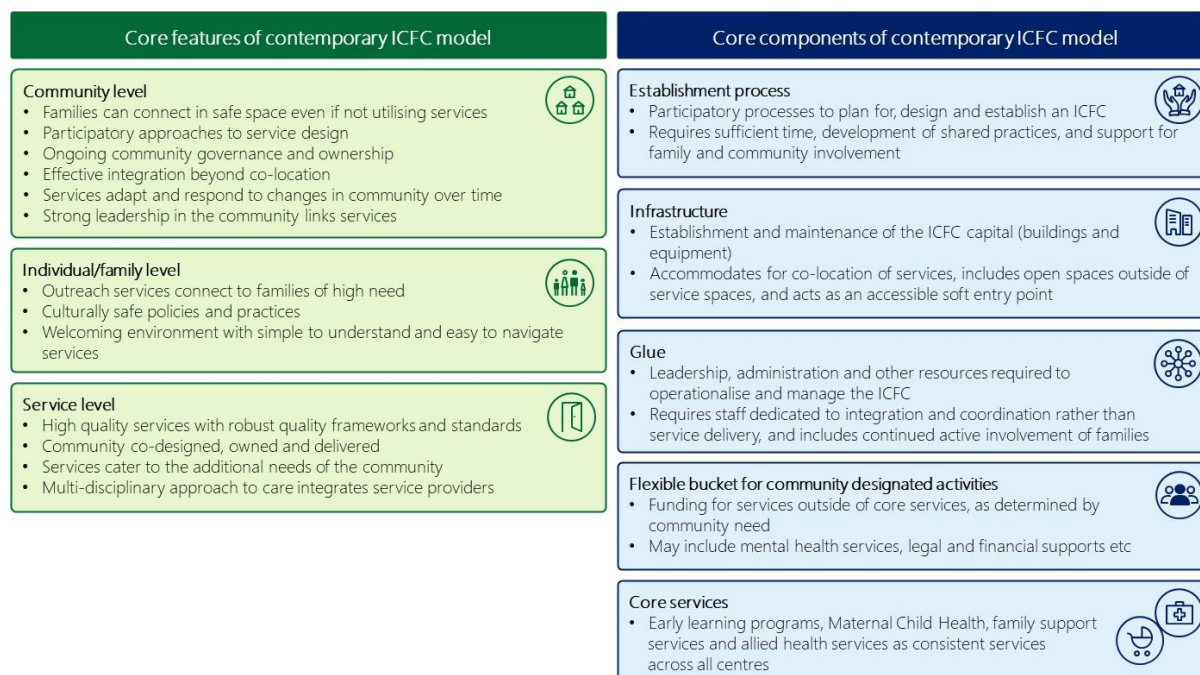 Core features of contemporary ICFC model
Community level
• Families can connect in safe space even if not utilising services
• Participatory approaches to service design
• Ongoing community governance and ownership
• Effective integration beyond co-location
• Services adapt and respond to changes in community over time
• Strong leadership in the community links services
Individual/family level
• Outreach services connect to families of high need
• Culturally safe policies and practices
• Welcoming environment with simple to understand and easy to navigate
services
Service level
• High quality services with robust quality frameworks and standards
• Community co-designed, owned and delivered
• Services cater to the additional needs of the community
• Multi-disciplinary approach to care integrates service providers
Core components of contemporary ICFC model
Establishment process
• Participatory processes to plan for, design and establish an ICFC
• Requires sufficient time, development of shared practices, and support for
family and community involvement
Infrastructure
• Establishment and maintenance of the ICFC capital (buildings and
equipment)
• Accommodates for co-location of services, includes open spaces outside of
service spaces, and acts as an accessible soft entry point
Glue
• Leadership, administration and other resources required to
operationalise and manage the ICFC
• Requires staff dedicated to integration and coordination rather than
service delivery, and includes continued active involvement of families
Flexible bucket for community designated activities
• Funding for services outside of core services, as determined by
community need
• May include mental health services, legal and financial supports etc
Core services
• Early learning programs, Maternal Child Health, family support
services and allied health services as consistent services
across all centres